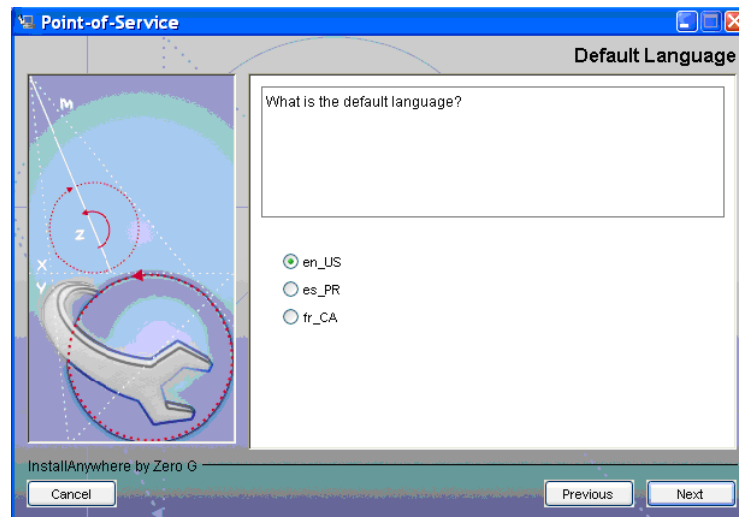 Point-of-Service
Default Language
What is the default language?
M
Z
X
Y
en_US
es_PR
fr_CA
InstallAnywhere by Zero G
Cancel
Previous
Next